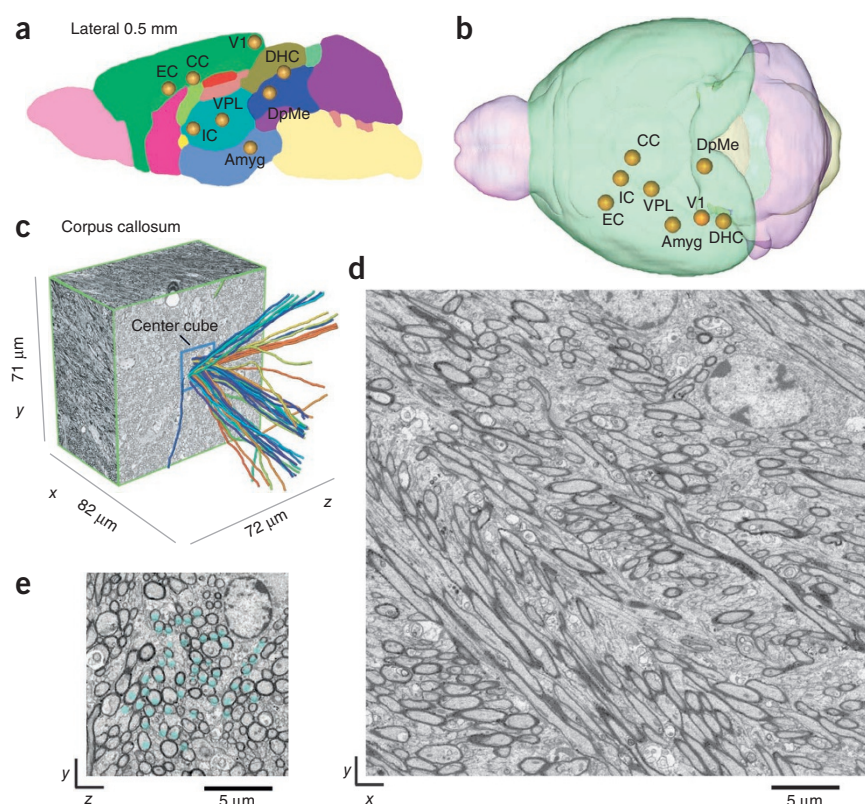 a
Lateral 0.5 mm
V1
CC
EC
DHC
VPL
DpMe
IC
Amyg
b
CC
DpMe
IC
VPL
V1
EC
Amyg
DHC
c
Corpus callosum
Center cube
71 μm
y
x
82 μm
72 μm
z
d
x
y
5 μm
e
y
z
5 μm